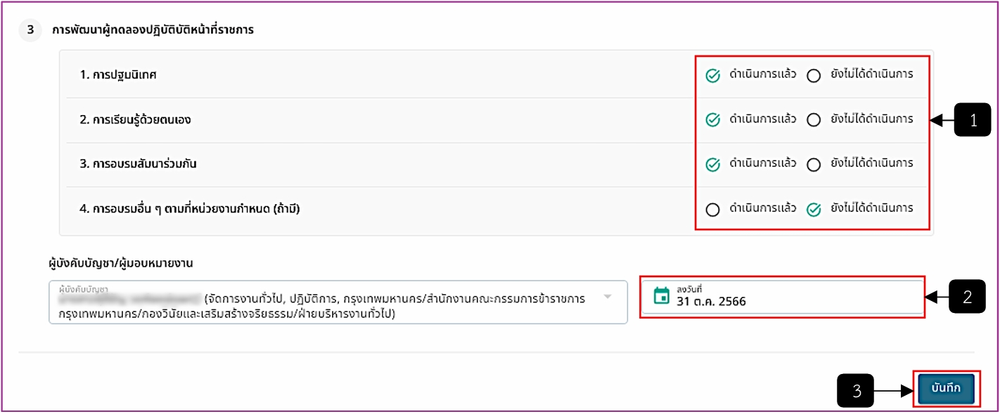 3 การพัฒนาผู้ทดลองปฏิบัติบัติหน้าที่ราชการ
1. การปฐมนิเทศ ดำเนินการแล้ว ยังไม่ได้ดำเนินการ
1
2. การเรียนรู้ด้วยตนเอง ดำเนินการแล้ว ยังไม่ได้ดำเนินการ
3. การอบรมสัมนาร่วมกัน ดำเนินการแล้ว ยังไม่ได้ดำเนินการ
4. การอบรมอื่น ๆ ตามที่หน่วยงานกำหนด (ถ้ามี) ดำเนินการแล้ว ยังไม่ได้ดำเนินการ
ผู้บังคับบัญชา/ผู้มอบหมายงาน
ผู้บังคับบัญชา
(จัดการงานทั่วไป, ปฏิบัติการ, กรุงเทพมหานคร/สำนักงานคณะกรรมการข้าราชการ
กรุงเทพมหานคร/กองวินัยและเสริมสร้างจริยธรรม/ฝ่ายบริหารงานทั่วไป)
ลงวันที่
31 ต.ค. 2566
2
3 บันทึก